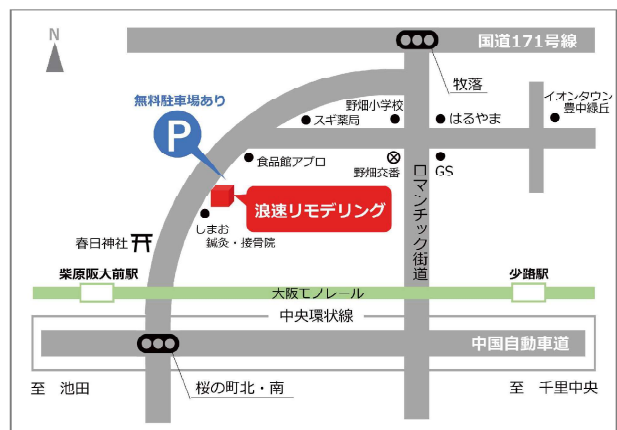 N
国道171号線
牧落
無料駐車場あり
P
スギ薬局
野畑小学校
はるやま
イオンタウン
豊中緑丘
食品館アプロ
野畑交番
GS
ロマンチック街道
浪速リモデリング
しまお
鍼灸・接骨院
春日神社
柴原阪大前駅
少路駅
大阪モノレール
中央環状線
中国自動車道
至 池田
桜の町北・南
至 千里中央